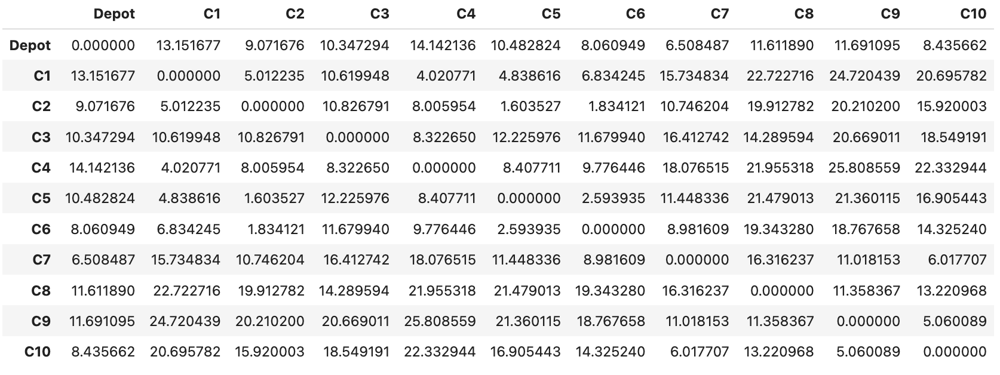 Depot C1 C2 C3 C4 C5 C6 C7 C8 C9 C10
Depot 0.000000 13.151677 9.071676 10.347294 14.142136 10.482824 8.060949 6.508487 11.611890 11.691095 8.435662
C1 13.151677 0.000000 5.012235 10.619948 4.020771 4.838616 6.834245 15.734834 22.722716 24.720439 20.695782
C2 9.071676 5.012235 0.000000 10.826791 8.005954 1.603527 1.834121 10.746204 19.912782 20.210200 15.920003
C3 10.347294 10.619948 10.826791 0.000000 8.322650 12.225976 11.679940 16.412742 14.289594 20.669011 18.549191
C4 14.142136 4.020771 8.005954 8.322650 0.000000 8.407711 9.776446 18.076515 21.955318 25.808559 22.332944
C5 10.482824 4.838616 1.603527 12.225976 8.407711 0.000000 2.593935 11.448336 21.479013 21.360115 16.905443
C6 8.060949 6.834245 1.834121 11.679940 9.776446 2.593935 0.000000 8.981609 19.343280 18.767658 14.325240
C7 6.508487 15.734834 10.746204 16.412742 18.076515 11.448336 8.981609 0.000000 16.316237 11.018153 6.017707
C8 11.611890 22.722716 19.912782 14.289594 21.955318 21.479013 19.343280 16.316237 0.000000 11.358367 13.220968
C9 11.691095 24.720439 20.210200 20.669011 25.808559 21.360115 18.767658 11.018153 11.358367 0.000000 5.060089
C10 8.435662 20.695782 15.920003 18.549191 22.332944 16.905443 14.325240 6.017707 13.220968 5.060089 0.000000